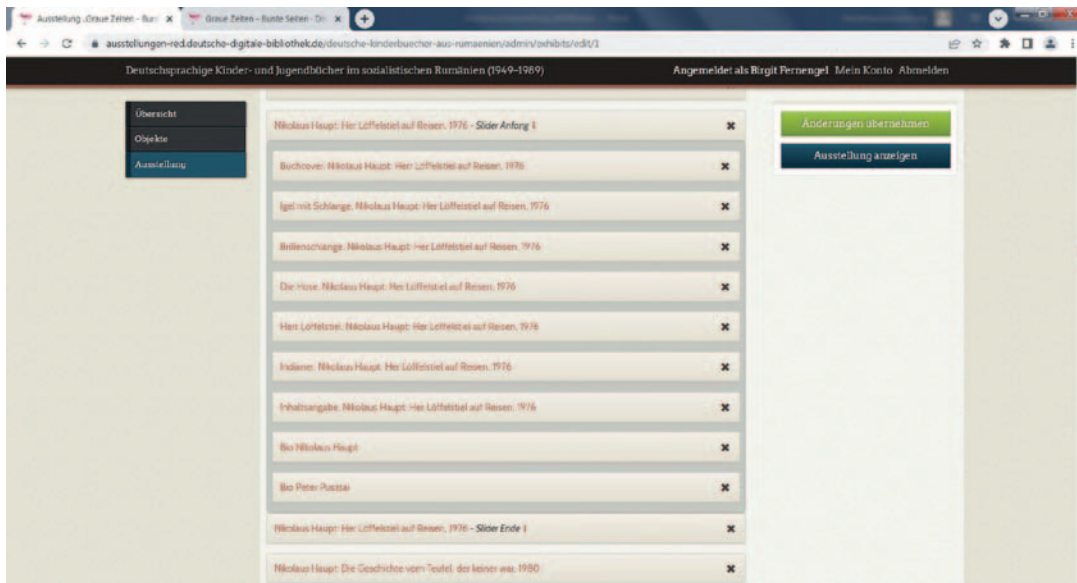 Ausstellung „Graue Zeiten - Bunt
Graue Zeiten - Bunte Seiten - D
ausstellungen-red.deutsche-digitale-bibliothek.de/deutsche-kinderbuecher-aus-rumaenien/admin/exhibits/edit/1
Deutschsprachige Kinder- und Jugendbücher im sozialistischen Rumänien (1949–1989)
Angemeldet als Birgit Fernengel Mein Konto Abmelden
Übersicht
Objekte
Ausstellung
Änderungen übernehmen
Ausstellung anzeigen
Nikolaus Haupt: Herr Löffelstiel auf Reisen, 1976 - Slider Anfang
Buchcover, Nikolaus Haupt: Herr Löffelstiel auf Reisen, 1976
Igel mit Schlange, Nikolaus Haupt: Her Löffelstiel auf Reisen, 1976
Brillenschlange, Nikolaus Haupt: Her Löffelstiel auf Reisen, 1976
Die Hose, Nikolaus Haupt: Her Löffelstiel auf Reisen, 1976
Herr Löffelstiel, Nikolaus Haupt: Her Löffelstiel auf Reisen, 1976
Indianer, Nikolaus Haupt: Her Löffelstiel auf Reisen, 1976
Inhaltsangabe, Nikolaus Haupt: Her Löffelstiel auf Reisen, 1976
Bio Nikolaus Haupt
Bio Peter Pusztai
Nikolaus Haupt: Her Löffelstiel auf Reisen, 1976 - Slider Ende
Nikolaus Haupt: Die Geschichte vom Teufel, der keiner war, 1980